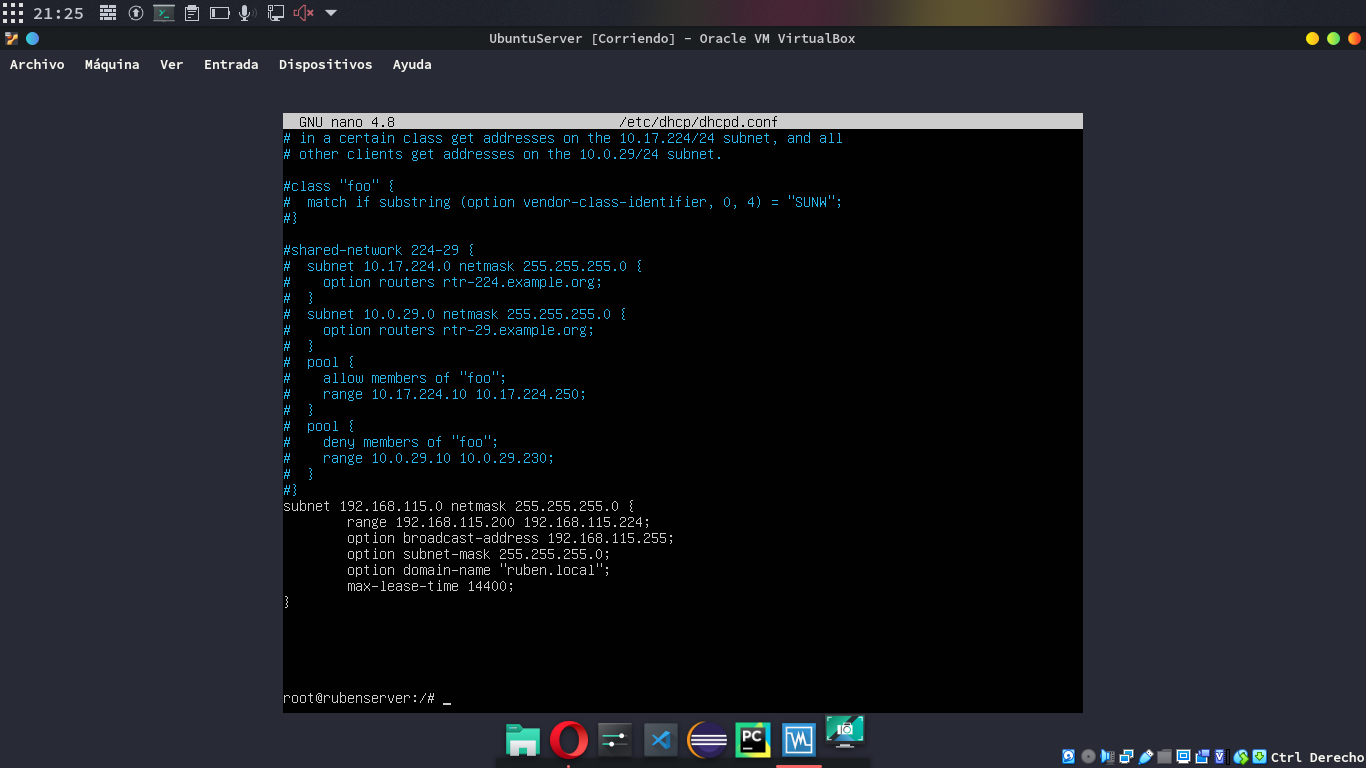 21:25
UbuntuServer [Corriendo] - Oracle VM VirtualBox
Archivo Máquina Ver Entrada Dispositivos Ayuda
GNU nano 4.8 /etc/dhcp/dhcpd.conf
# in a certain class get addresses on the 10.17.224/24 subnet, and all
# other clients get addresses on the 10.0.29/24 subnet.
#class "foo" {
#  match if substring (option vendor-class-identifier, 0, 4) = "SUNW";
#}
#shared-network 224-29 {
#  subnet 10.17.224.0 netmask 255.255.255.0 {
#    option routers rtr-224.example.org;
#  }
#  subnet 10.0.29.0 netmask 255.255.255.0 {
#    option routers rtr-29.example.org;
#  }
#  pool {
#    allow members of "foo";
#    range 10.17.224.10 10.17.224.250;
#  }
#  pool {
#    deny members of "foo";
#    range 10.0.29.10 10.0.29.230;
#  }
#}
subnet 192.168.115.0 netmask 255.255.255.0 {
        range 192.168.115.200 192.168.115.224;
        option broadcast-address 192.168.115.255;
        option subnet-mask 255.255.255.0;
        option domain-name "ruben.local";
        max-lease-time 14400;
}
root@rubenserver:/# _
PC
Ctrl Derecho